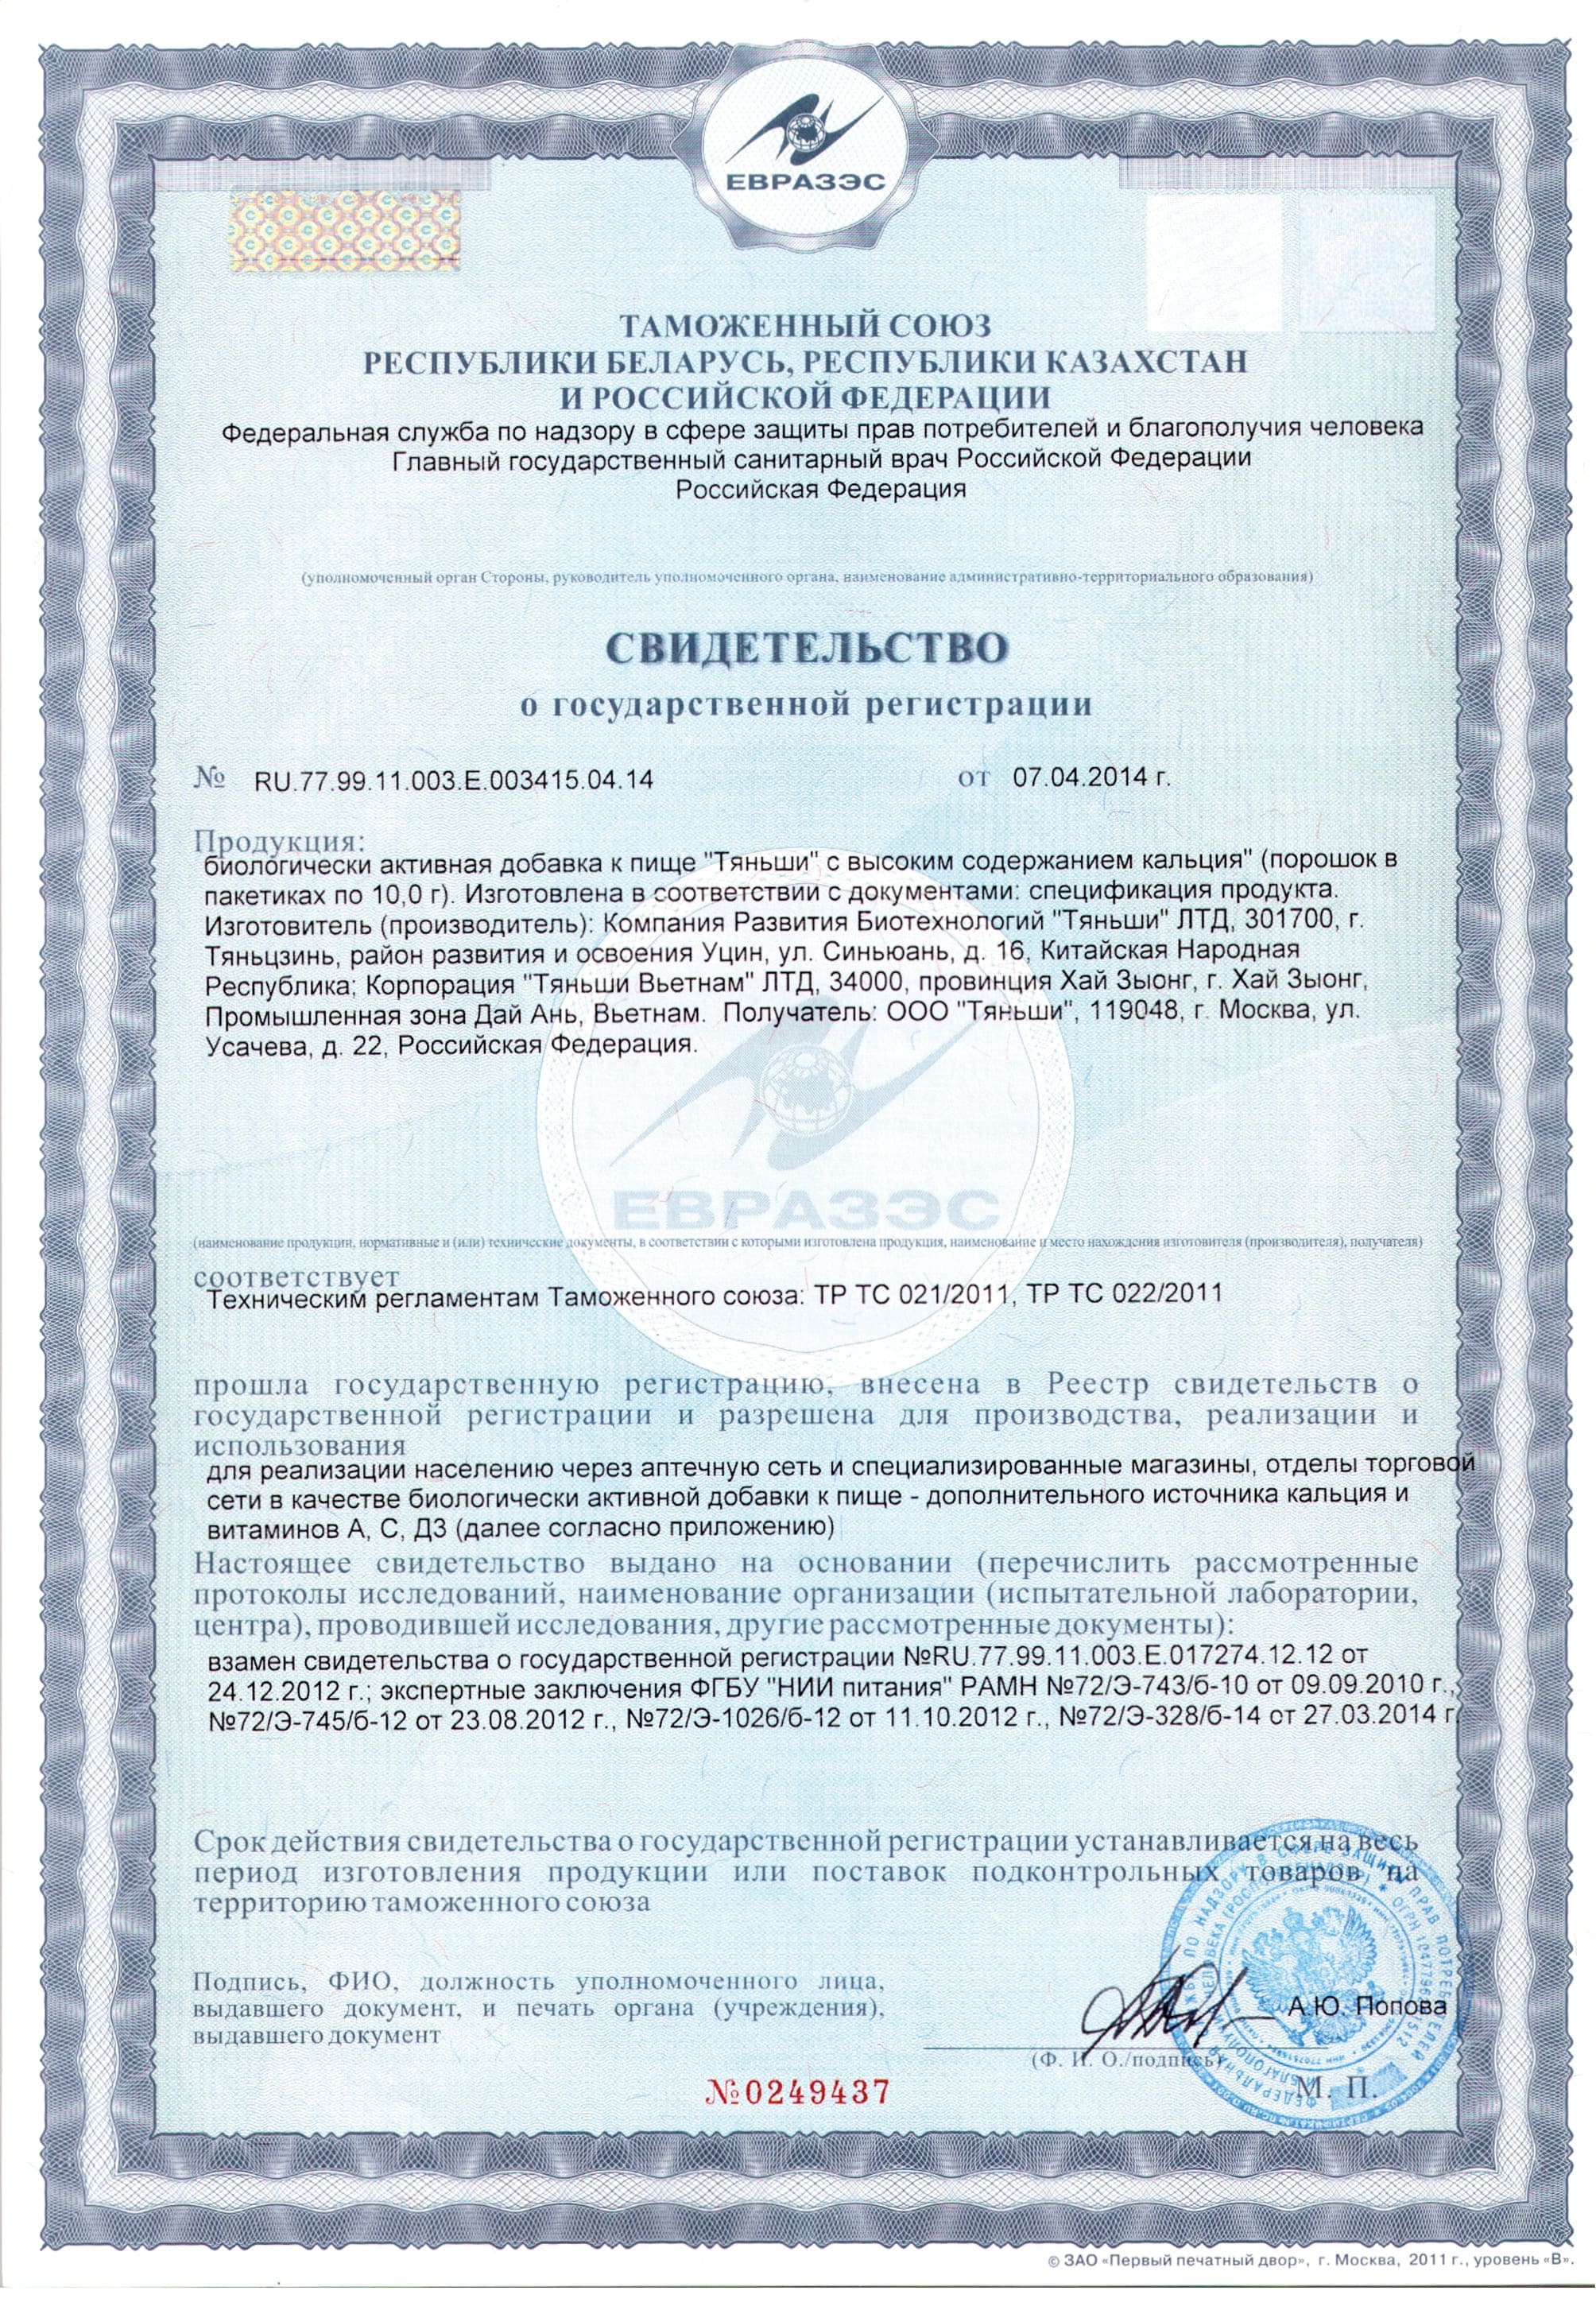 ЕВРАЗЭС
ТАМОЖЕННЫЙ СОЮЗ
РЕСПУБЛИКИ БЕЛАРУСЬ, РЕСПУБЛИКИ КАЗАХСТАН
И РОССИЙСКОЙ ФЕДЕРАЦИИ
Федеральная служба по надзору в сфере защиты прав потребителей и благополучия человека
Главный государственный санитарный врач Российской Федерации
Российская Федерация
(уполномоченный орган Стороны, руководитель уполномоченного органа, наименование административно-территориального образования)
СВИДЕТЕЛЬСТВО
о государственной регистрации
№ RU.77.99.11.003.Е.003415.04.14 от 07.04.2014 г.
Продукция:
биологически активная добавка к пище "Тяньши" с высоким содержанием кальция" (порошок в
пакетиках по 10,0 г). Изготовлена в соответствии с документами: спецификация продукта.
Изготовитель (производитель): Компания Развития Биотехнологий "Тяньши" ЛТД, 301700, г.
Тяньцзинь, район развития и освоения Уцин, ул. Синьюань, д. 16, Китайская Народная
Республика; Корпорация "Тяньши Вьетнам" ЛТД, 34000, провинция Хай Зыонг, г. Хай Зыонг,
Промышленная зона Дай Ань, Вьетнам. Получатель: ООО "Тяньши", 119048, г. Москва, ул.
Усачева, д. 22, Российская Федерация.
ЕВРАЗЭС
(наименование продукции, нормативные и (или) технические документы, в соответствии с которыми изготовлена продукция, наименование и место нахождения изготовителя (производителя), получателя)
соответствует
Техническим регламентам Таможенного союза: ТР ТС 021/2011, ТР ТС 022/2011
прошла государственную регистрацию, внесена в Реестр свидетельств о
государственной регистрации и разрешена для производства, реализации и
использования
для реализации населению через аптечную сеть и специализированные магазины, отделы торговой
сети в качестве биологически активной добавки к пище - дополнительного источника кальция и
витаминов А, С, Д3 (далее согласно приложению)
Настоящее свидетельство выдано на основании (перечислить рассмотренные
протоколы исследований, наименование организации (испытательной лаборатории,
центра), проводившей исследования, другие рассмотренные документы):
взамен свидетельства о государственной регистрации №RU.77.99.11.003.Е.017274.12.12 от
24.12.2012 г.; экспертные заключения ФГБУ "НИИ питания" РАМН №72/Э-743/б-10 от 09.09.2010 г.,
№72/Э-745/б-12 от 23.08.2012 г., №72/Э-1026/б-12 от 11.10.2012 г., №72/Э-328/б-14 от 27.03.2014 г
Срок действия свидетельства о государственной регистрации устанавливается на весь
период изготовления продукции или поставок подконтрольных товаров на
территорию таможенного союза
Подпись, ФИО, должность уполномоченного лица,
выдавшего документ, и печать органа (учреждения),
выдавшего документ
А.Ю. Попова
(Ф. И. О./подпись)
М. П.
№0249437
© ЗАО «Первый печатный двор», г. Москва, 2011 г., уровень «В».